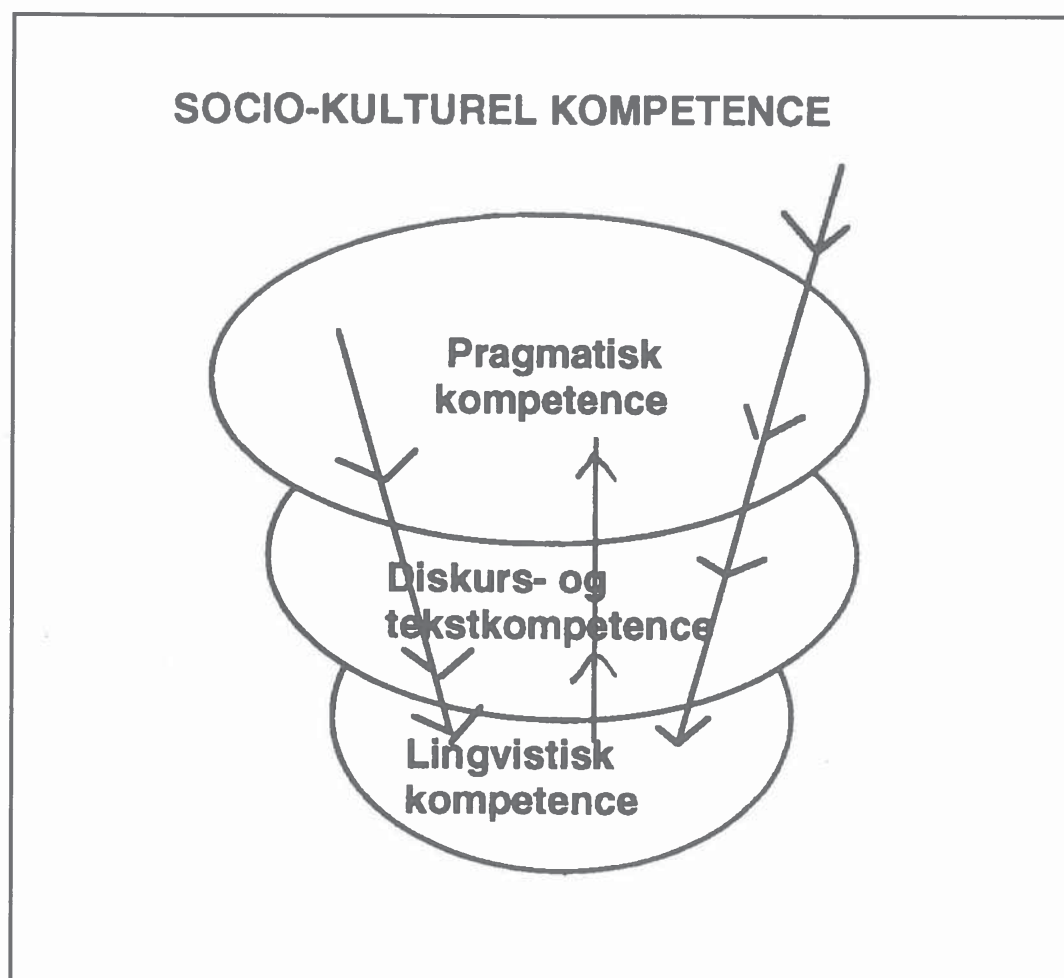 SOCIO-KULTUREL KOMPETENCE
Pragmatisk
kompetence
Diskurs- og
tekstkompetence
Lingvistisk
kompetence